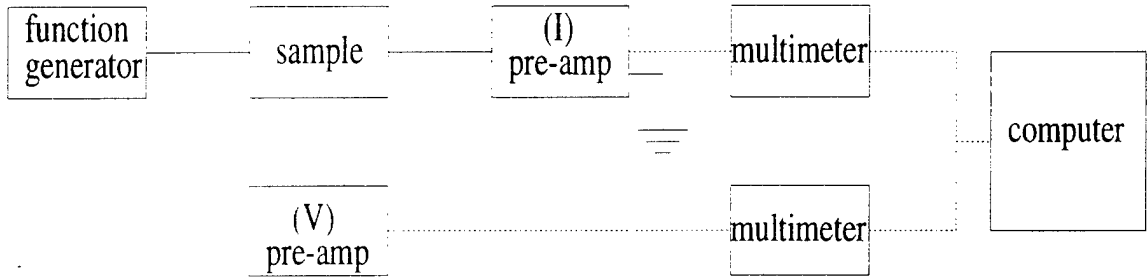 function
generator
sample
(I)
pre-amp
multimeter
computer
(V)
pre-amp
multimeter